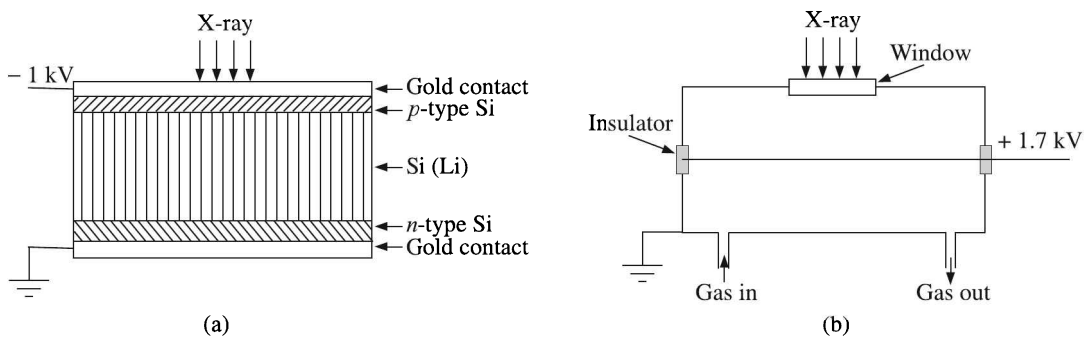 X-ray
– 1 kV
Gold contact
p-type Si
Si (Li)
n-type Si
Gold contact
(a)
X-ray
Window
Insulator
+ 1.7 kV
Gas in
Gas out
(b)